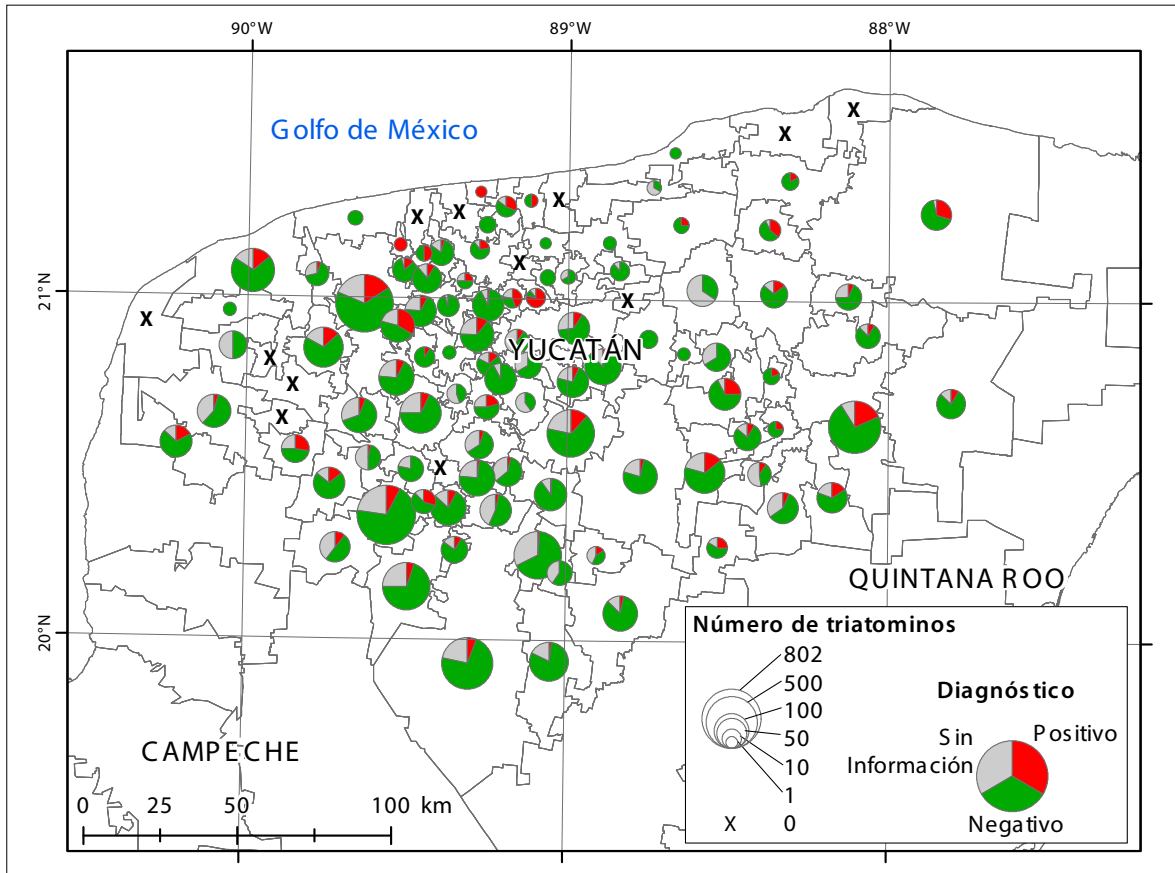 90°W 89°W 88°W
Golfo de México
X
X
X
X
X
X
21°N
X
X
X
YUCATÁN
X
X
X
X
QUINTANA ROO
20°N
Número de triatominos
802
500
100
50
10
1
X 0
Diagnóstico
Sin Información
Positivo
Negativo
CAMPECHE
0 25 50 100 km